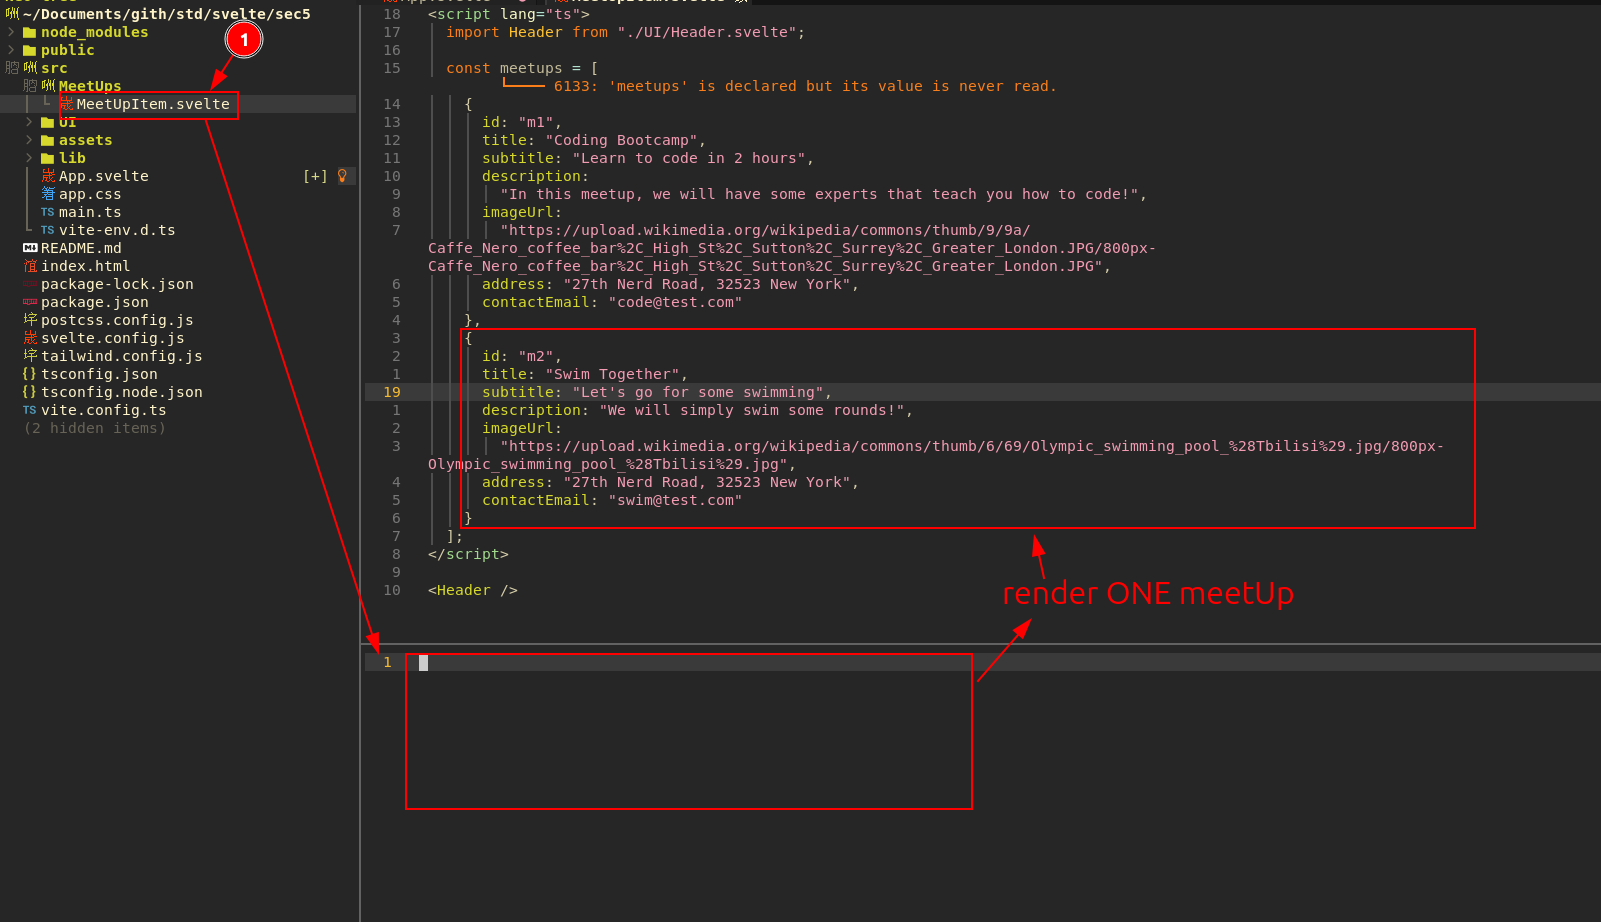 ~/Documents/gith/std/svelte/sec5
node_modules
public
src
MeetUps
MeetUpItem.svelte
UI
assets
lib
App.svelte [+]
app.css
TS main.ts
TS vite-env.d.ts
README.md
index.html
package-lock.json
package.json
postcss.config.js
svelte.config.js
tailwind.config.js
{} tsconfig.json
{} tsconfig.node.json
TS vite.config.ts
(2 hidden items)
1
18 <script lang="ts">
17 import Header from "./UI/Header.svelte";
16
15 const meetups = [
6133: 'meetups' is declared but its value is never read.
14 {
13 id: "m1",
12 title: "Coding Bootcamp",
11 subtitle: "Learn to code in 2 hours",
10 description:
9 "In this meetup, we will have some experts that teach you how to code!",
8 imageUrl:
7 "https://upload.wikimedia.org/wikipedia/commons/thumb/9/9a/
Caffe_Nero_coffee_bar%2C_High_St%2C_Sutton%2C_Surrey%2C_Greater_London.JPG/800px-
Caffe_Nero_coffee_bar%2C_High_St%2C_Sutton%2C_Surrey%2C_Greater_London.JPG",
6 address: "27th Nerd Road, 32523 New York",
5 contactEmail: "code@test.com"
4 },
3 {
2 id: "m2",
1 title: "Swim Together",
19 subtitle: "Let's go for some swimming",
1 description: "We will simply swim some rounds!",
2 imageUrl:
3 "https://upload.wikimedia.org/wikipedia/commons/thumb/6/69/Olympic_swimming_pool_%28Tbilisi%29.jpg/800px-
Olympic_swimming_pool_%28Tbilisi%29.jpg",
4 address: "27th Nerd Road, 32523 New York",
5 contactEmail: "swim@test.com"
6 }
7 ];
8 </script>
9
10 <Header />
render ONE meetUp
1